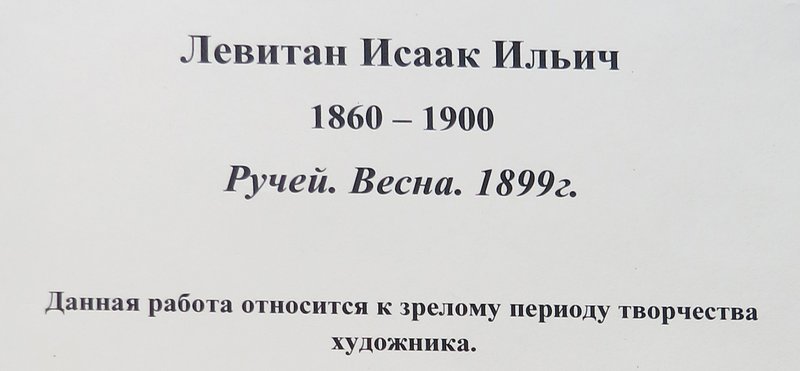 Левитан Исаак Ильич
1860 – 1900
Ручей. Весна. 1899г.
Данная работа относится к зрелому периоду творчества
художника.